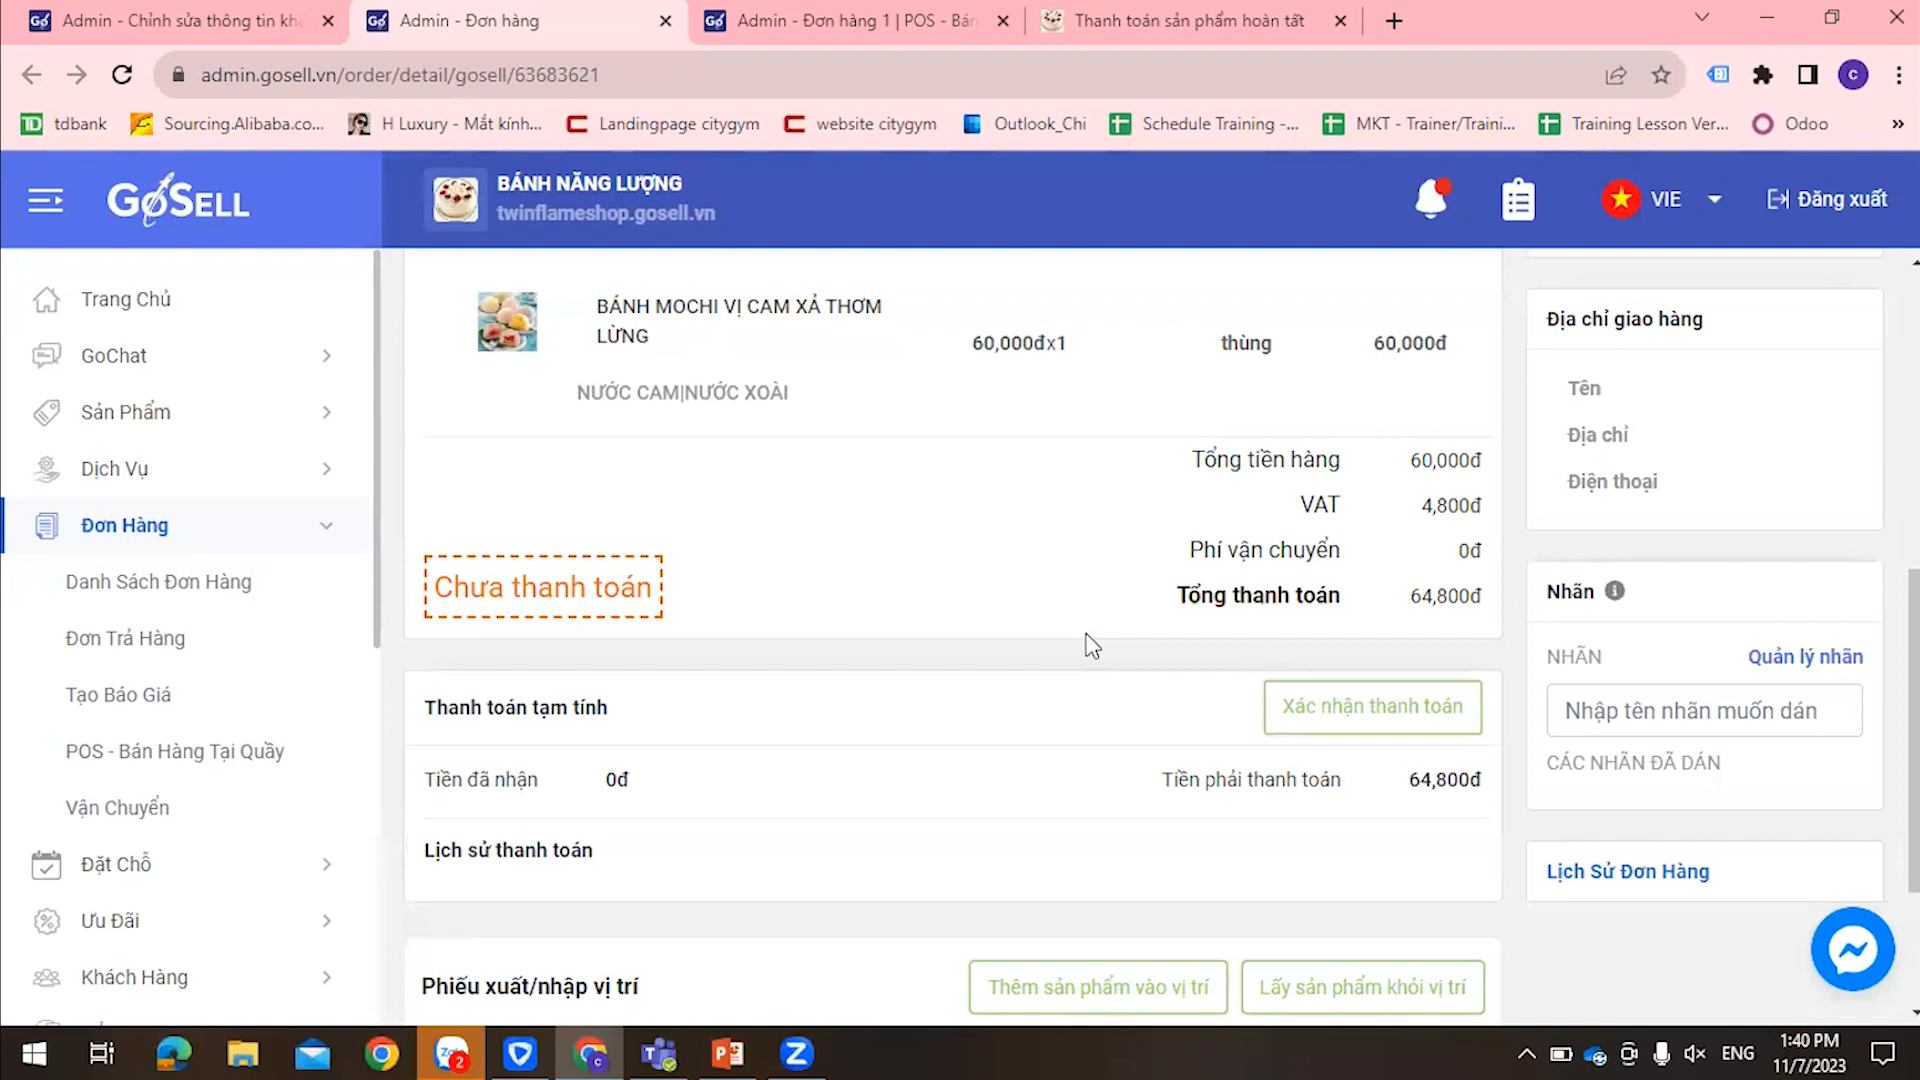 Admin - Chỉnh sửa thông tin khá
Admin - Đơn hàng
Admin - Đơn hàng 1 | POS - Bán
Thanh toán sản phẩm hoàn tất
admin.gosell.vn/order/detail/gosell/63683621
C
tdbank
Sourcing.Alibaba.co...
H Luxury - Mắt kính...
Landingpage citygym
website citygym
Outlook_Chi
Schedule Training -...
MKT - Trainer/Traini...
Training Lesson Ver...
Odoo
GOSELL
BÁNH NĂNG LƯỢNG
twinflameshop.gosell.vn
VIE
Đăng xuất
Trang Chủ
GoChat
Sản Phẩm
Dịch Vụ
Đơn Hàng
Danh Sách Đơn Hàng
Đơn Trả Hàng
Tạo Báo Giá
POS - Bán Hàng Tại Quầy
Vận Chuyển
Đặt Chỗ
Ưu Đãi
Khách Hàng
BÁNH MOCHI VỊ CAM XẢ THƠM
LỪNG
60,000đx1
thùng
60,000đ
NƯỚC CAM|NƯỚC XOÀI
Tổng tiền hàng 60,000đ
VAT 4,800đ
Phí vận chuyển 0đ
Tổng thanh toán 64,800đ
Chưa thanh toán
Thanh toán tạm tính
Xác nhận thanh toán
Tiền đã nhận 0đ
Tiền phải thanh toán 64,800đ
Lịch sử thanh toán
Phiếu xuất/nhập vị trí
Thêm sản phẩm vào vị trí
Lấy sản phẩm khỏi vị trí
Địa chỉ giao hàng
Tên
Địa chỉ
Điện thoại
Nhãn
NHÃN
Quản lý nhãn
Nhập tên nhãn muốn dán
CÁC NHÃN ĐÃ DÁN
Lịch Sử Đơn Hàng
2
ENG
1:40 PM
11/7/2023